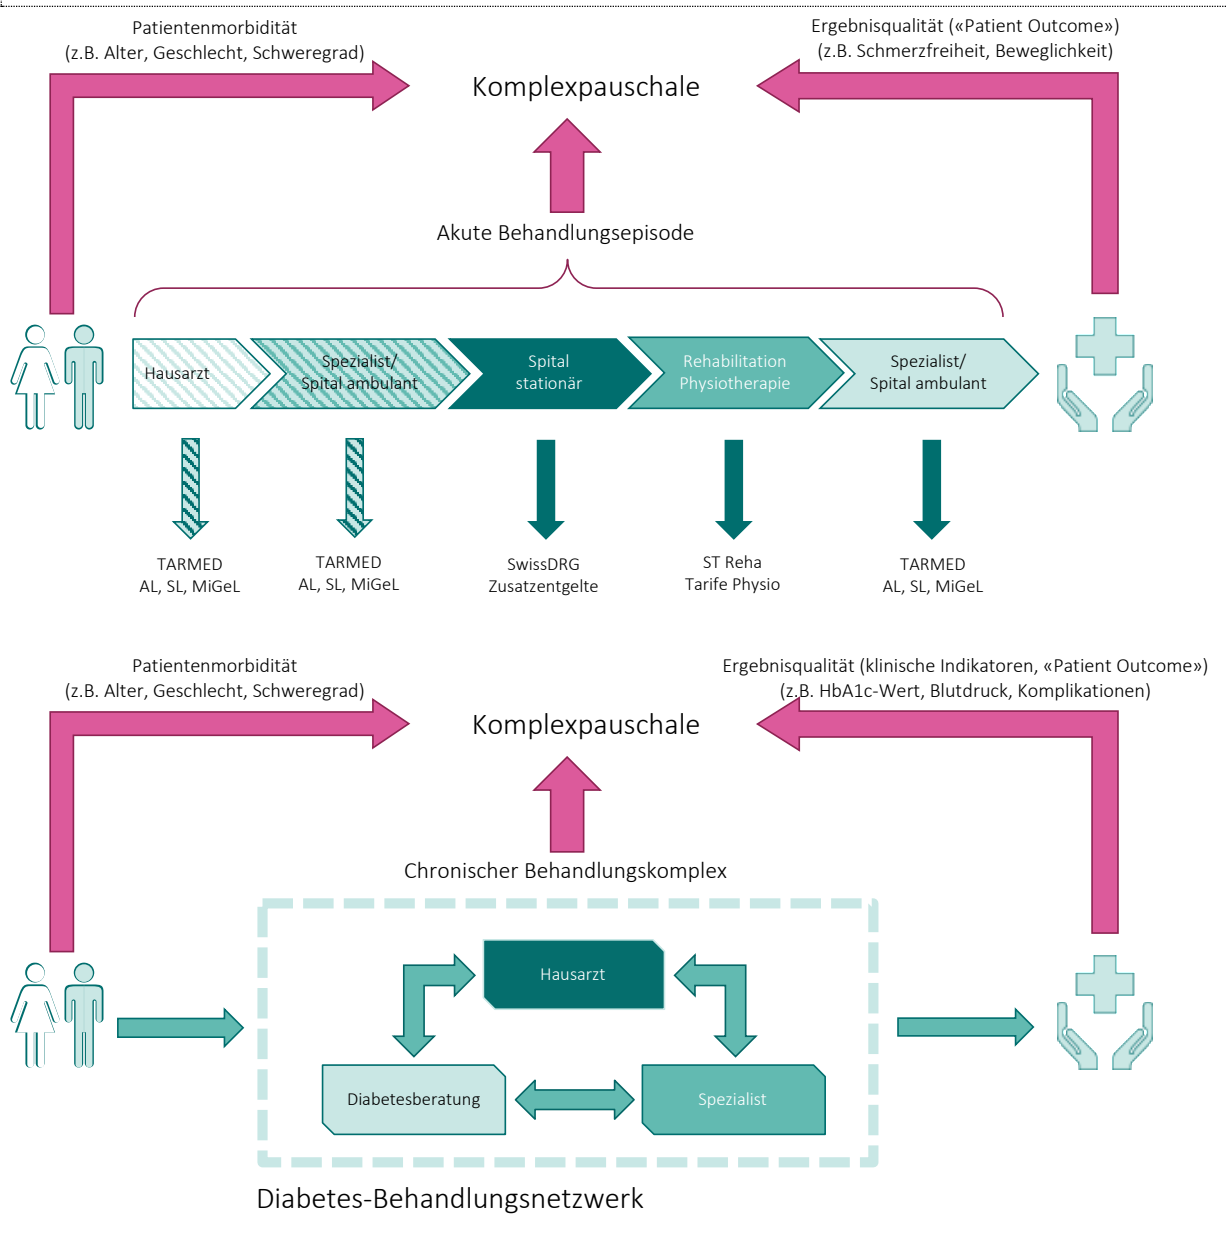 Patientenmorbidität
(z.B. Alter, Geschlecht, Schweregrad)
Ergebnisqualität («Patient Outcome»)
(z.B. Schmerzfreiheit, Beweglichkeit)
Komplexpauschale
Akute Behandlungsepisode
Hausarzt
Spezialist/
Spital ambulant
Spital
stationär
Rehabilitation
Physiotherapie
Spezialist/
Spital ambulant
TARMED
AL, SL, MiGeL
TARMED
AL, SL, MiGeL
SwissDRG
Zusatzentgelte
ST Reha
Tarife Physio
TARMED
AL, SL, MiGeL
Patientenmorbidität
(z.B. Alter, Geschlecht, Schweregrad)
Ergebnisqualität (klinische Indikatoren, «Patient Outcome»)
(z.B. HbA1c-Wert, Blutdruck, Komplikationen)
Komplexpauschale
Chronischer Behandlungskomplex
Hausarzt
Diabetesberatung
Spezialist
Diabetes-Behandlungsnetzwerk